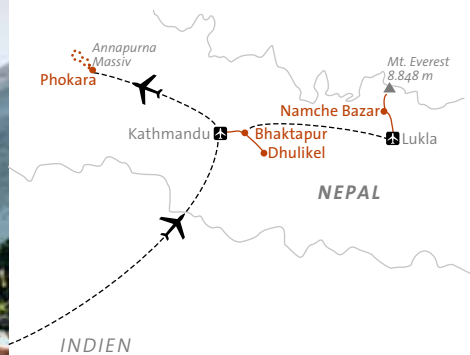 Annapurna
Massiv
Phokara
Mt. Everest
8.848 m
Namche Bazar
Kathmandu
Bhaktapur
Lukla
Dhulikel
NEPAL
INDIEN